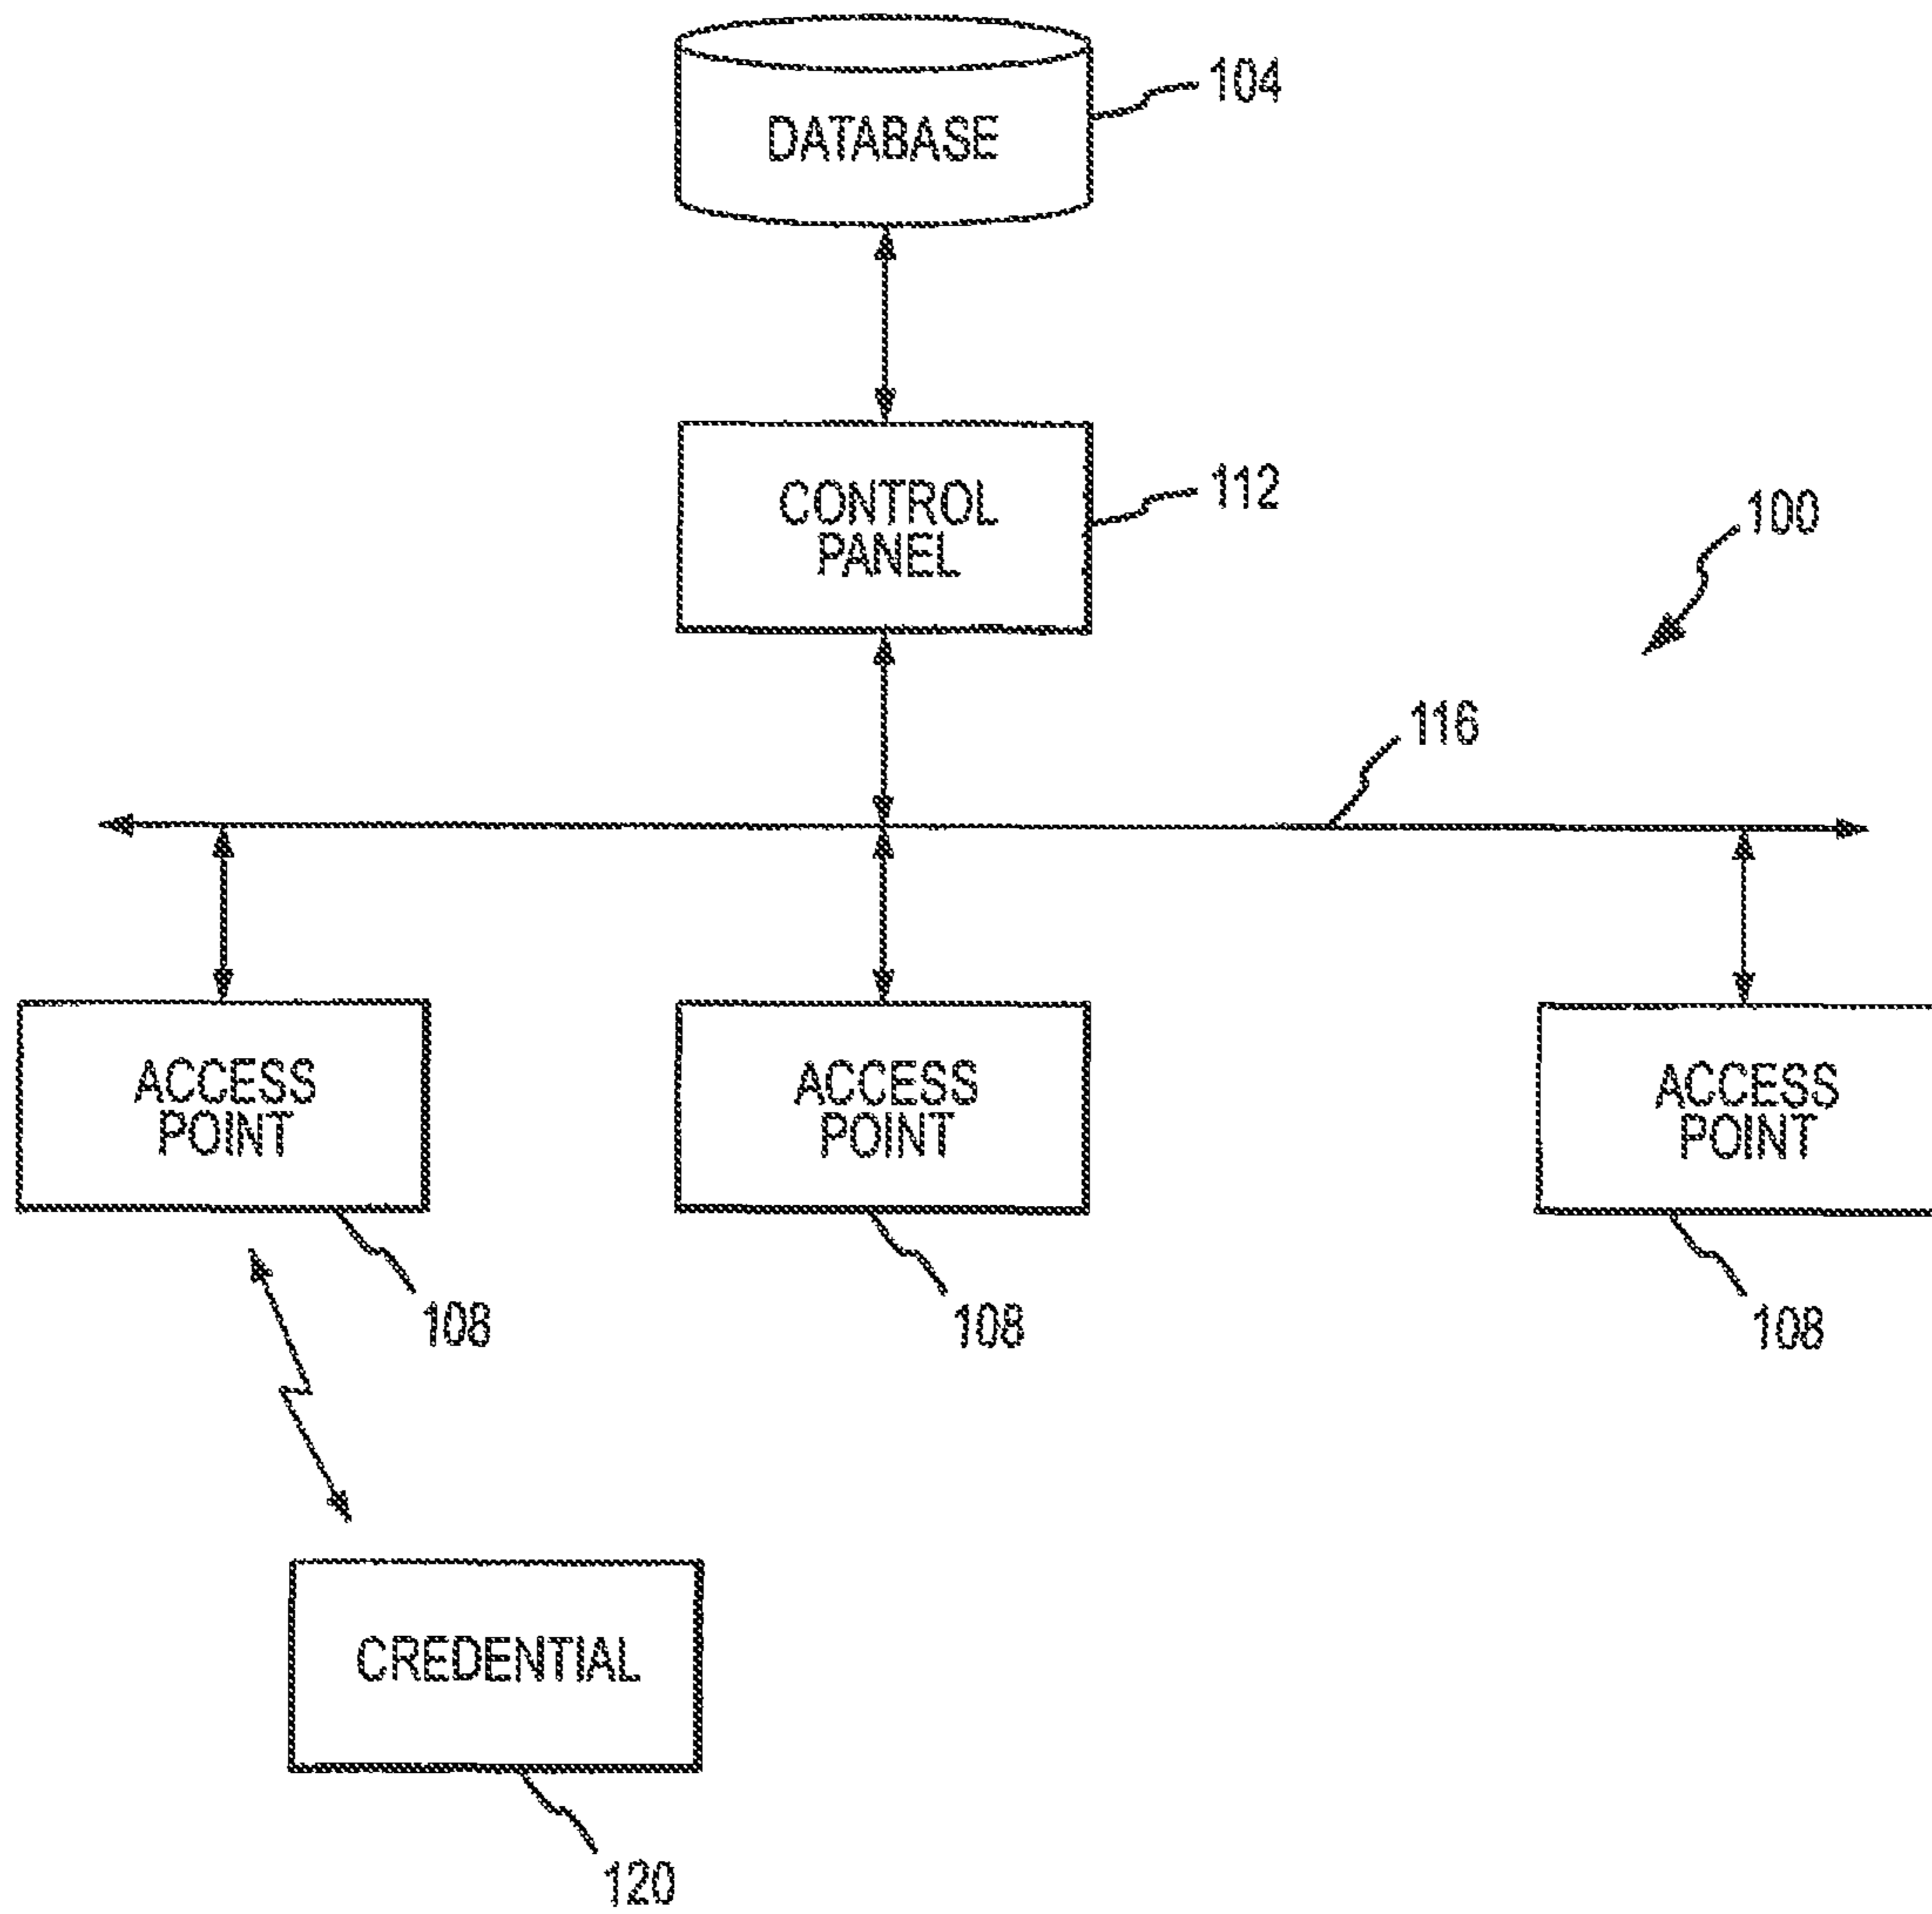 DATABASE
104
CONTROL
PANEL
112
100
116
ACCESS
POINT
ACCESS
POINT
ACCESS
POINT
108
108
108
CREDENTIAL
120